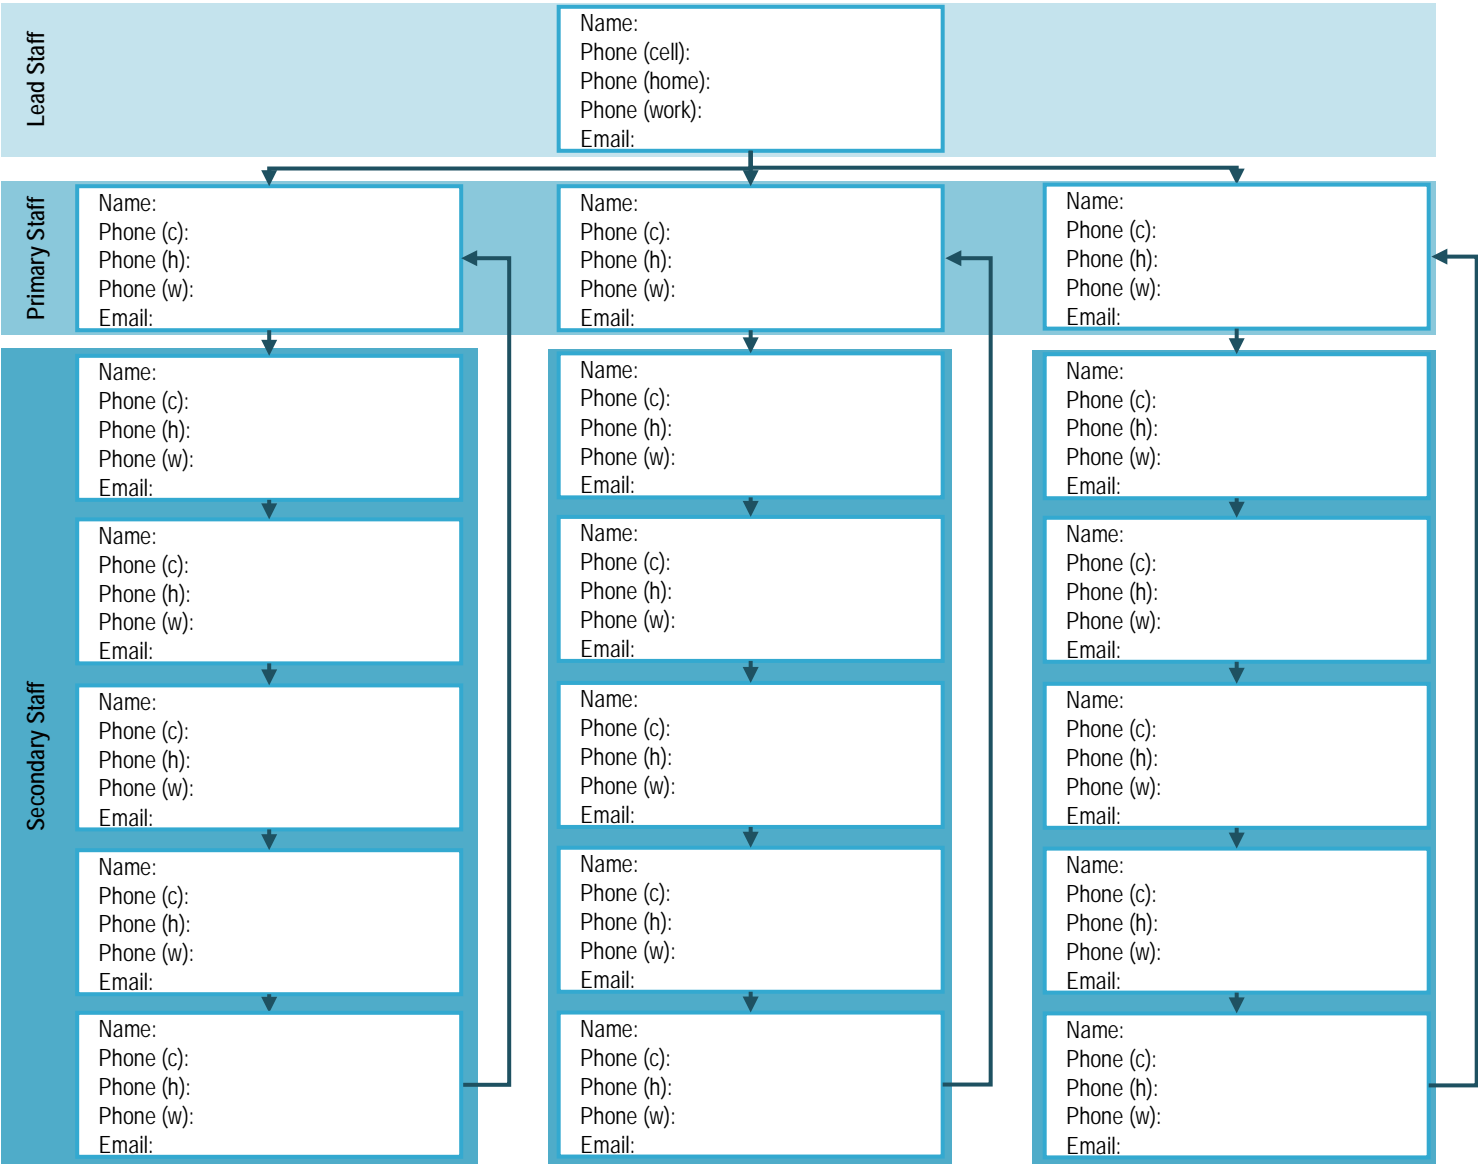 Lead Staff
Name:
Phone (cell):
Phone (home):
Phone (work):
Email:
Primary Staff
Name:
Phone (c):
Phone (h):
Phone (w):
Email:
Name:
Phone (c):
Phone (h):
Phone (w):
Email:
Name:
Phone (c):
Phone (h):
Phone (w):
Email:
Secondary Staff
Name:
Phone (c):
Phone (h):
Phone (w):
Email:
Name:
Phone (c):
Phone (h):
Phone (w):
Email:
Name:
Phone (c):
Phone (h):
Phone (w):
Email:
Name:
Phone (c):
Phone (h):
Phone (w):
Email:
Name:
Phone (c):
Phone (h):
Phone (w):
Email:
Name:
Phone (c):
Phone (h):
Phone (w):
Email:
Name:
Phone (c):
Phone (h):
Phone (w):
Email:
Name:
Phone (c):
Phone (h):
Phone (w):
Email:
Name:
Phone (c):
Phone (h):
Phone (w):
Email:
Name:
Phone (c):
Phone (h):
Phone (w):
Email:
Name:
Phone (c):
Phone (h):
Phone (w):
Email:
Name:
Phone (c):
Phone (h):
Phone (w):
Email:
Name:
Phone (c):
Phone (h):
Phone (w):
Email:
Name:
Phone (c):
Phone (h):
Phone (w):
Email:
Name:
Phone (c):
Phone (h):
Phone (w):
Email: